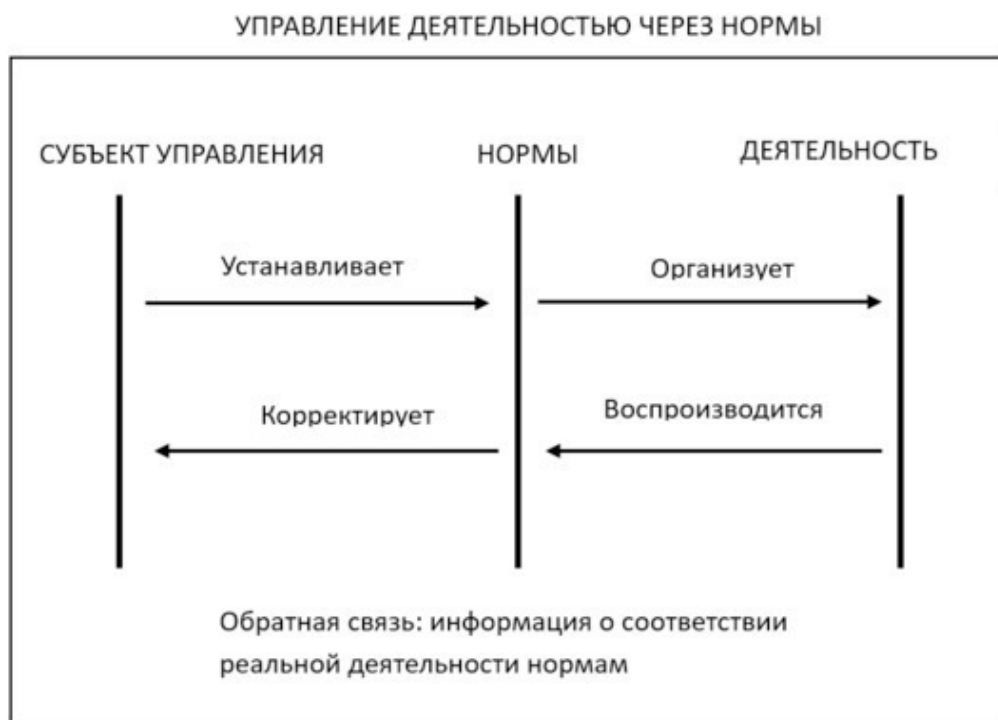 УПРАВЛЕНИЕ ДЕЯТЕЛЬНОСТЬЮ ЧЕРЕЗ НОРМЫ
СУБЪЕКТ УПРАВЛЕНИЯ
НОРМЫ
ДЕЯТЕЛЬНОСТЬ
Устанавливает
Организует
Корректирует
Воспроизводится
Обратная связь: информация о соответствии
реальной деятельности нормам